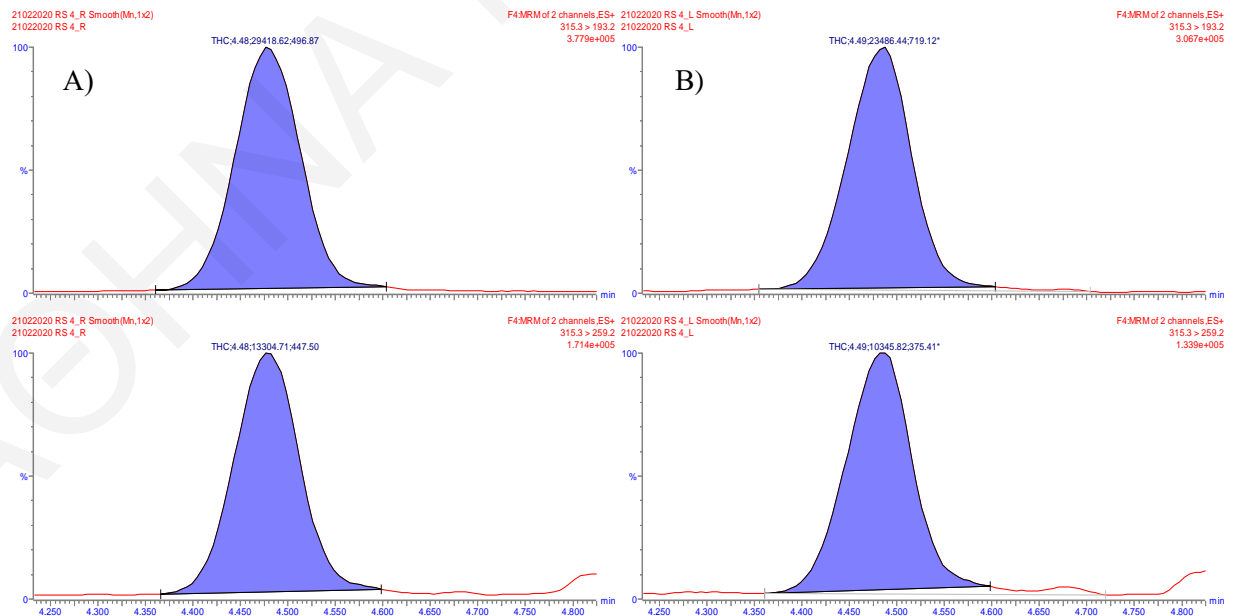 21022020 RS 4_R Smooth(Mn,1x2)
21022020 RS 4_R
F4:MRM of 2 channels,ES+
315.3 > 193.2
3.779e+005
THC;4.48;29418.62;496.87
A)
100
%
0
min
21022020 RS 4_L Smooth(Mn,1x2)
21022020 RS 4_L
F4:MRM of 2 channels,ES+
315.3 > 193.2
3.067e+005
THC;4.49;23486.44;719.12*
B)
100
%
0
min
21022020 RS 4_R Smooth(Mn,1x2)
21022020 RS 4_R
F4:MRM of 2 channels,ES+
315.3 > 259.2
1.714e+005
THC;4.48;13304.71;447.50
100
%
0
4.250 4.300 4.350 4.400 4.450 4.500 4.550 4.600 4.650 4.700 4.750 4.800
min
21022020 RS 4_L Smooth(Mn,1x2)
21022020 RS 4_L
F4:MRM of 2 channels,ES+
315.3 > 259.2
1.339e+005
THC;4.49;10345.82;375.41*
100
%
0
4.250 4.300 4.350 4.400 4.450 4.500 4.550 4.600 4.650 4.700 4.750 4.800
min